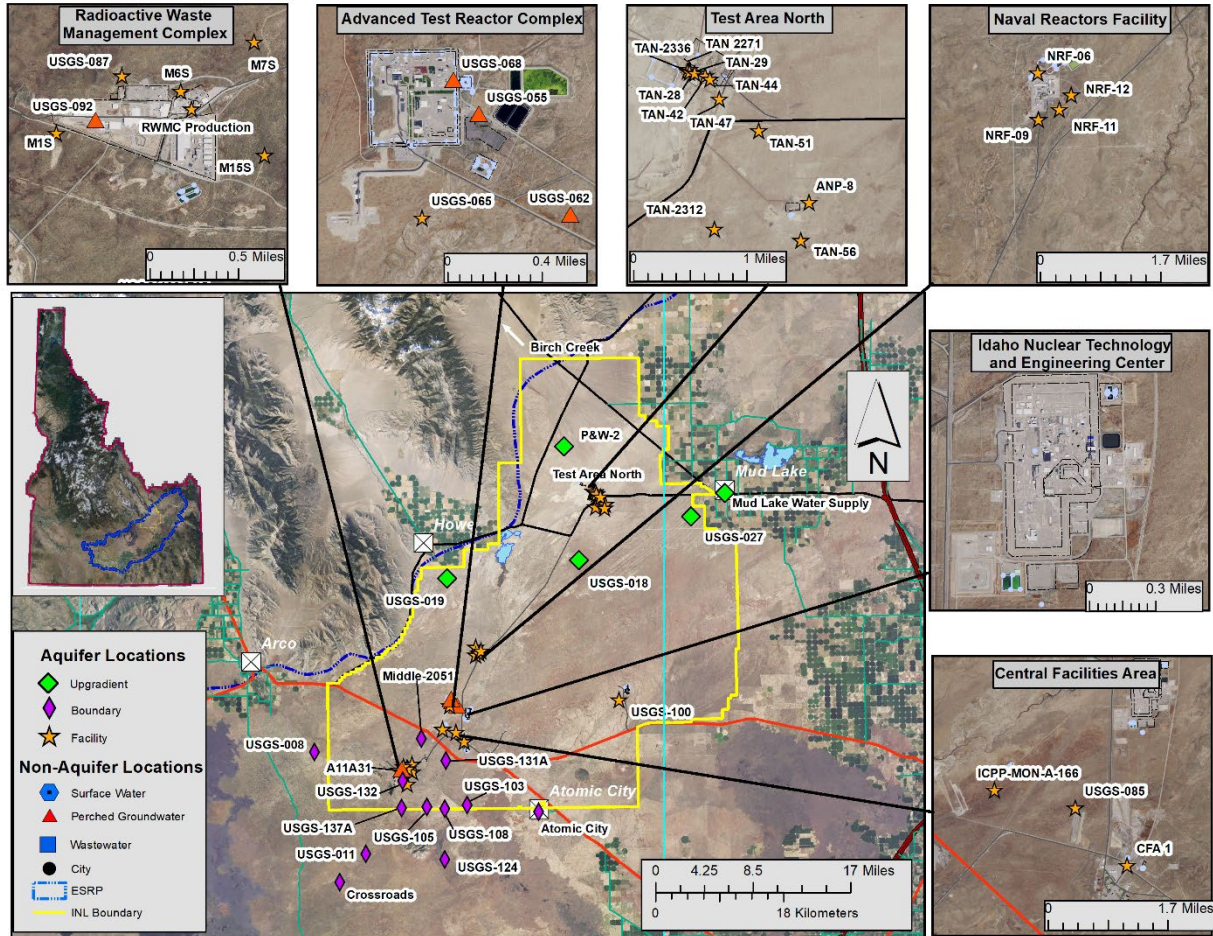 Radioactive Waste
Management Complex
USGS-087
M6S
M7S
USGS-092
RWMC Production
M1S
M15S
0
0.5 Miles
Advanced Test Reactor Complex
USGS-068
USGS-055
USGS-065
USGS-062
0
0.4 Miles
Test Area North
TAN-2336
TAN 2271
TAN-29
TAN-44
TAN-28
TAN-42
TAN-47
TAN-51
ANP-8
TAN-2312
TAN-56
0
1 Miles
Naval Reactors Facility
NRF-06
NRF-12
NRF-09
NRF-11
0
1.7 Miles
Birch Creek
P&W-2
Test Area North
Mud Lake
Mud Lake Water Supply
Howe
USGS-027
USGS-018
USGS-019
N
Arco
Middle-2051
USGS-100
USGS-008
USGS-131A
A11A31
USGS-132
USGS-103
Atomic City
USGS-137A
USGS-105
USGS-108
Atomic City
USGS-011
USGS-124
Crossroads
0 4.25 8.5 17 Miles
0 18 Kilometers
Aquifer Locations
Upgradient
Boundary
Facility
Non-Aquifer Locations
Surface Water
Perched Groundwater
Wastewater
City
ESRP
INL Boundary
Idaho Nuclear Technology
and Engineering Center
0 0.3 Miles
Central Facilities Area
ICPP-MON-A-166
USGS-085
CFA 1
0 1.7 Miles